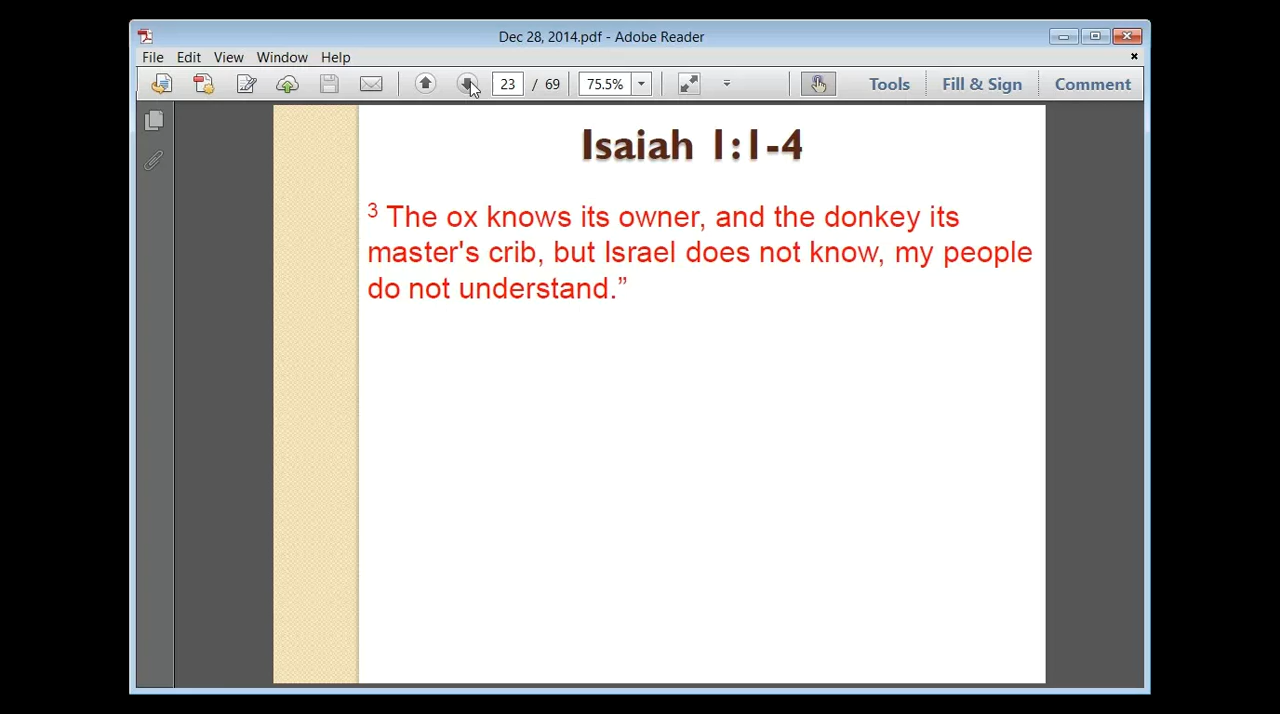 Dec 28, 2014.pdf - Adobe Reader
File Edit View Window Help
23 / 69 75.5% Tools Fill & Sign Comment
Isaiah 1:1-4
3 The ox knows its owner, and the donkey its
master's crib, but Israel does not know, my people
do not understand.”